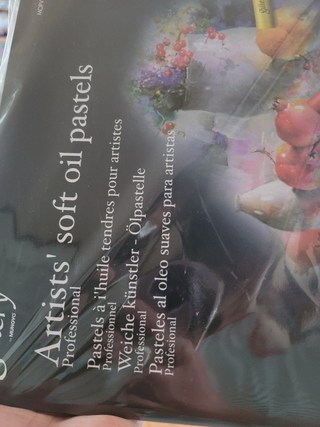 Artists' soft oil pastels
Professional
Pastels à l'huile tendres pour artistes
Professionnel
Weiche künstler - Ölpastelle
Professional
Pasteles al oleo suaves para artistas
Profesional